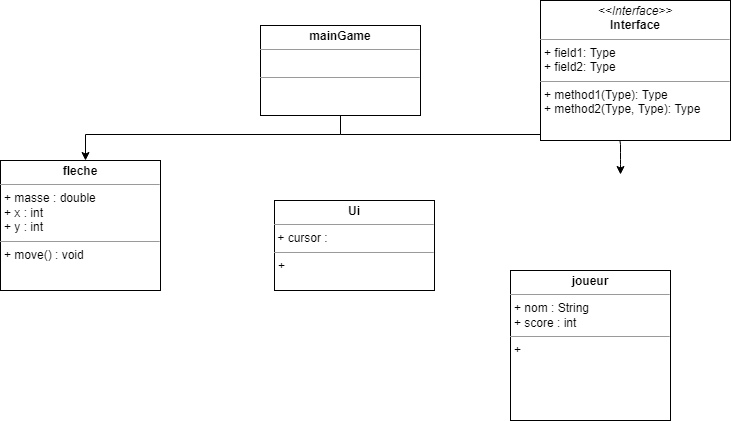 mainGame
<<Interface>>
Interface
+ field1: Type
+ field2: Type
+ method1(Type): Type
+ method2(Type, Type): Type
fleche
+ masse : double
+ x : int
+ y : int
+ move() : void
Ui
+ cursor :
+
joueur
+ nom : String
+ score : int
+